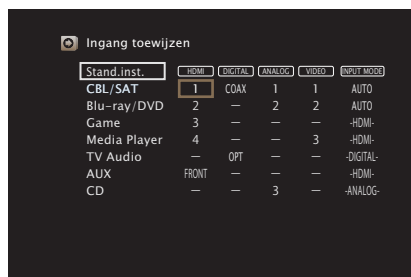 Ingang toewijzen
Stand.inst. HDMI DIGITAL ANALOG VIDEO INPUT MODE
CBL/SAT 1 COAX 1 1 AUTO
Blu-ray/DVD 2 — 2 2 AUTO
Game 3 — — — -HDMI-
Media Player 4 — — 3 -HDMI-
TV Audio — OPT — — -DIGITAL-
AUX FRONT — — — -HDMI-
CD — — 3 — -ANALOG-